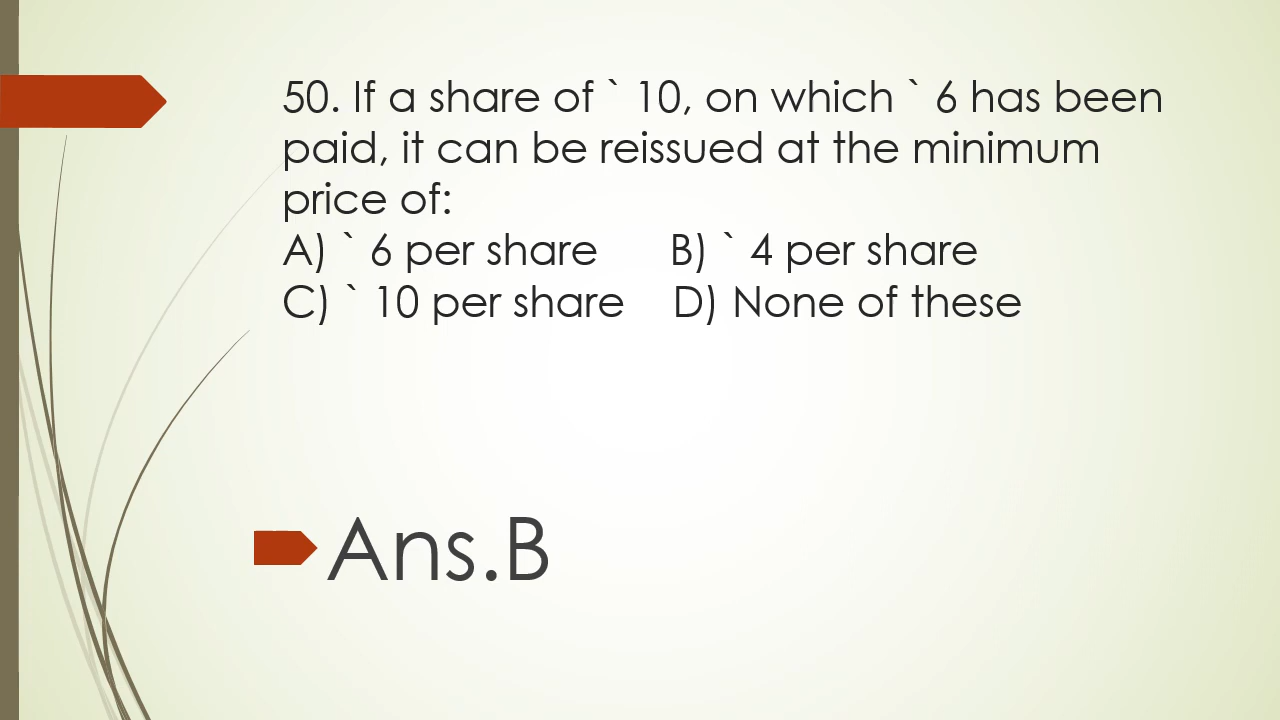 50. If a share of ` 10, on which ` 6 has been
paid, it can be reissued at the minimum
price of:
A) ` 6 per share B) ` 4 per share
C) ` 10 per share D) None of these
Ans.B